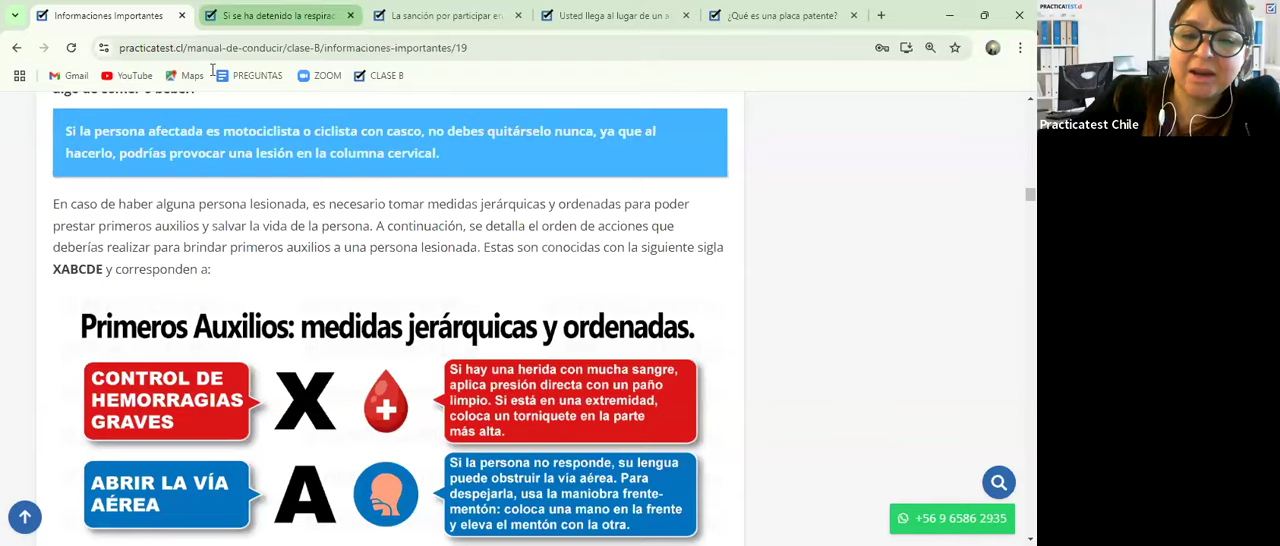 Informaciones Importantes
Si se ha detenido la respirac
La sanción por participar en
Usted llega al lugar de un a
¿Qué es una placa patente?
practicatest.cl/manual-de-conducir/clase-B/informaciones-importantes/19
Gmail
YouTube
Maps
PREGUNTAS
ZOOM
CLASE B
algo de comer o beber.
Si la persona afectada es motociclista o ciclista con casco, no debes quitárselo nunca, ya que al
hacerlo, podrías provocar una lesión en la columna cervical.
En caso de haber alguna persona lesionada, es necesario tomar medidas jerárquicas y ordenadas para poder
prestar primeros auxilios y salvar la vida de la persona. A continuación, se detalla el orden de acciones que
deberías realizar para brindar primeros auxilios a una persona lesionada. Estas son conocidas con la siguiente sigla
XABCDE y corresponden a:
Primeros Auxilios: medidas jerárquicas y ordenadas.
CONTROL DE
HEMORRAGIAS
GRAVES
X
Si hay una herida con mucha sangre,
aplica presión directa con un paño
limpio. Si está en una extremidad,
coloca un torniquete en la parte
más alta.
ABRIR LA VÍA
AÉREA
A
Si la persona no responde, su lengua
puede obstruir la vía aérea. Para
despejarla, usa la maniobra frente-
mentón: coloca una mano en la frente
y eleva el mentón con la otra.
+56 9 6586 2935
PRACTICATEST.cl
Practicatest Chile